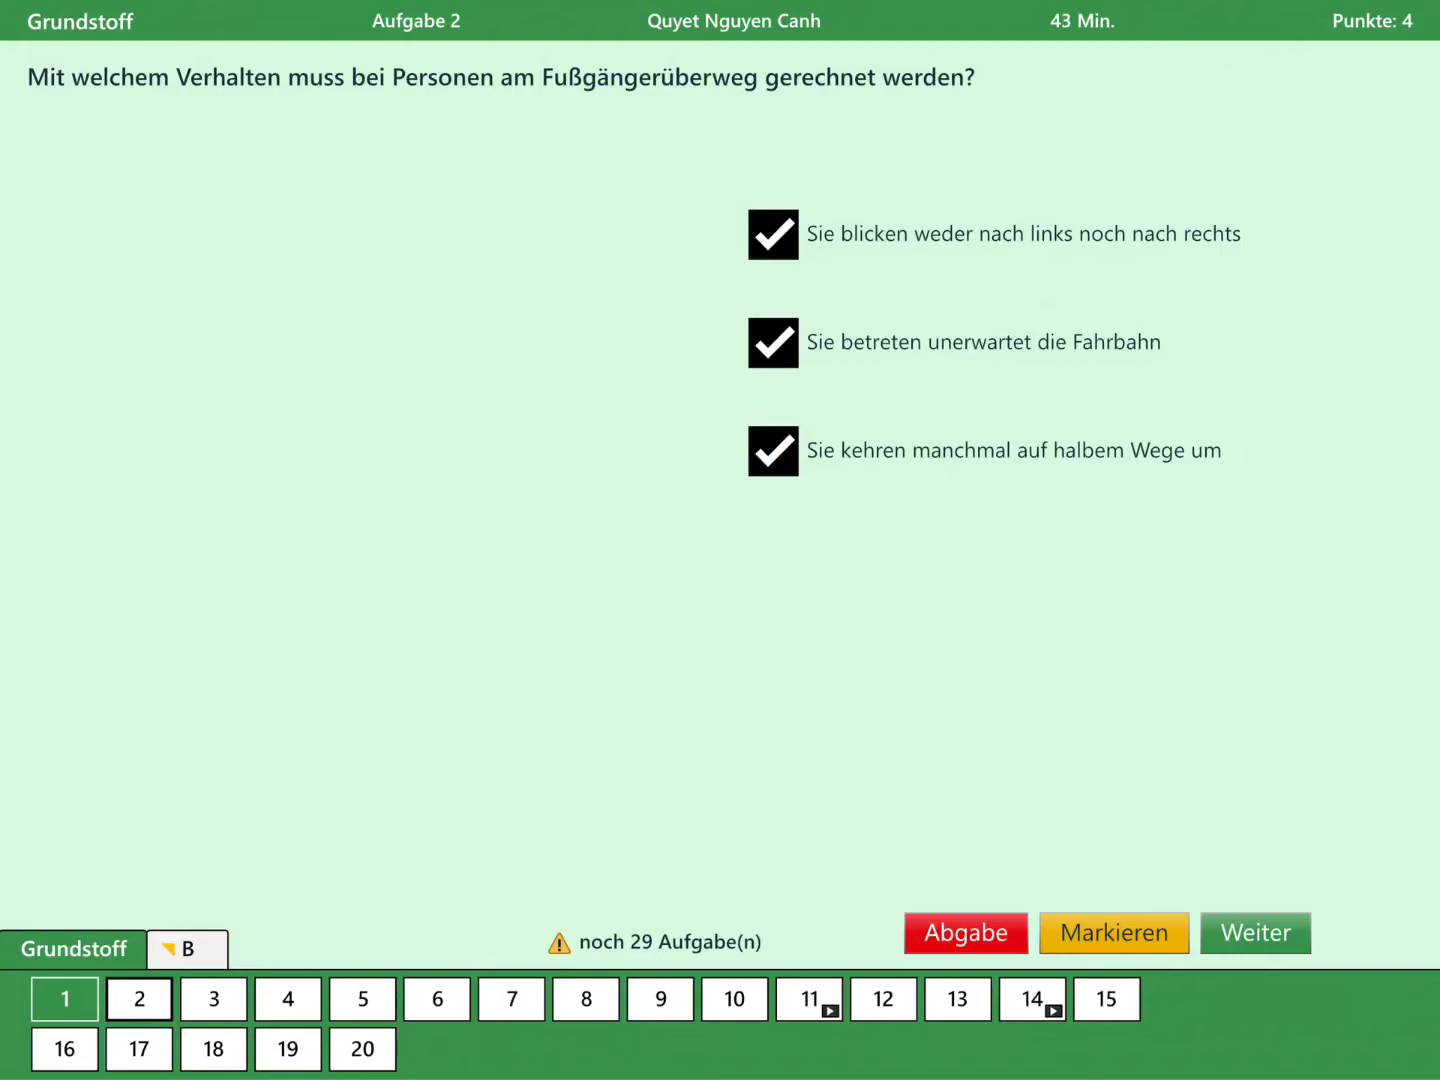 Grundstoff Aufgabe 2 Quyet Nguyen Canh 43 Min. Punkte: 4
Mit welchem Verhalten muss bei Personen am Fußgängerüberweg gerechnet werden?
Sie blicken weder nach links noch nach rechts
Sie betreten unerwartet die Fahrbahn
Sie kehren manchmal auf halbem Wege um
Grundstoff B noch 29 Aufgabe(n) Abgabe Markieren Weiter
1 2 3 4 5 6 7 8 9 10 11 12 13 14 15
16 17 18 19 20